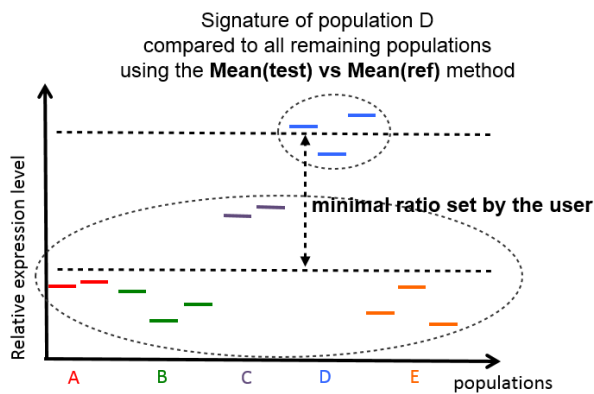 Signature of population D
compared to all remaining populations
using the Mean(test) vs Mean(ref) method
Relative expression level
minimal ratio set by the user
A B C D E
populations